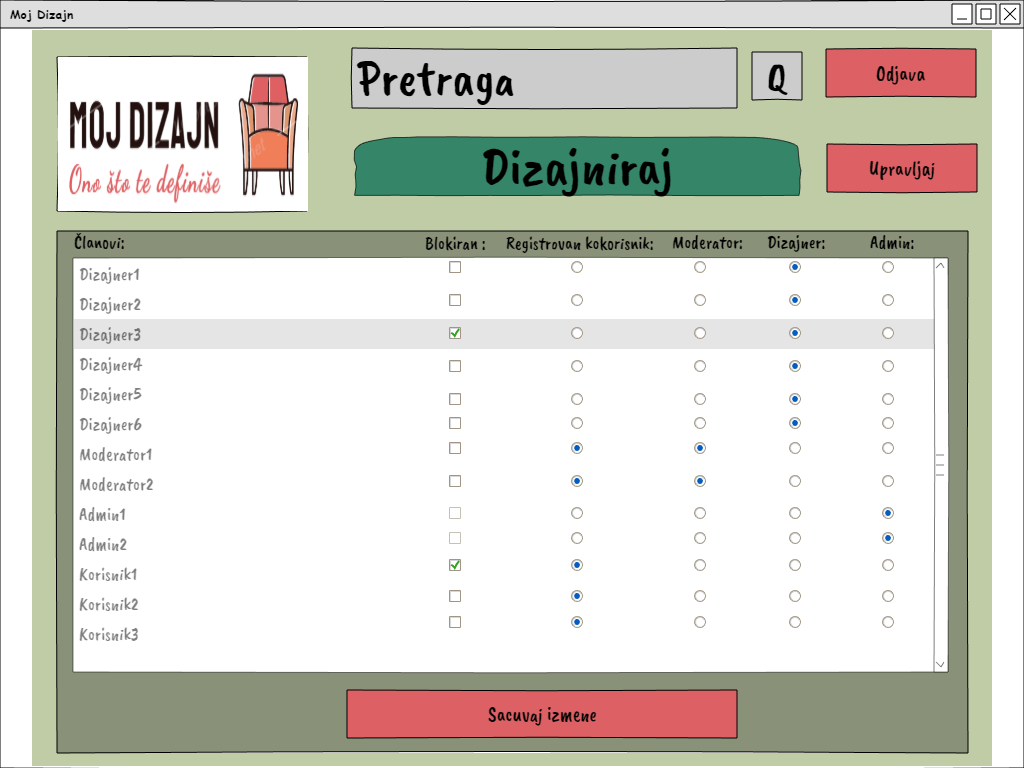 Moj Dizajn
Pretraga
Q
Odjava
MOJ DIZAJN
Ono što te definiše
Dizajniraj
Upravljaj
Članovi: Blokiran : Registrovan kokorisnik: Moderator: Dizajner: Admin:
Dizajner1
Dizajner2
Dizajner3
Dizajner4
Dizajner5
Dizajner6
Moderator1
Moderator2
Admin1
Admin2
Korisnik1
Korisnik2
Korisnik3
Sacuvaj izmene